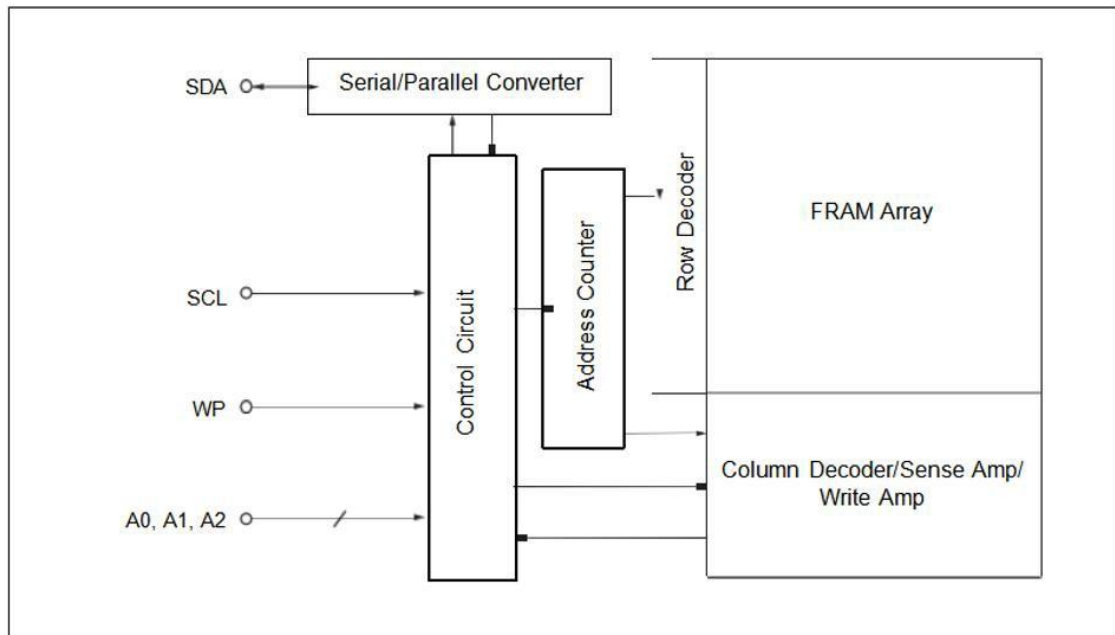 SDA
Serial/Parallel Converter
SCL
WP
A0, A1, A2
Control Circuit
Address Counter
Row Decoder
FRAM Array
Column Decoder/Sense Amp/
Write Amp